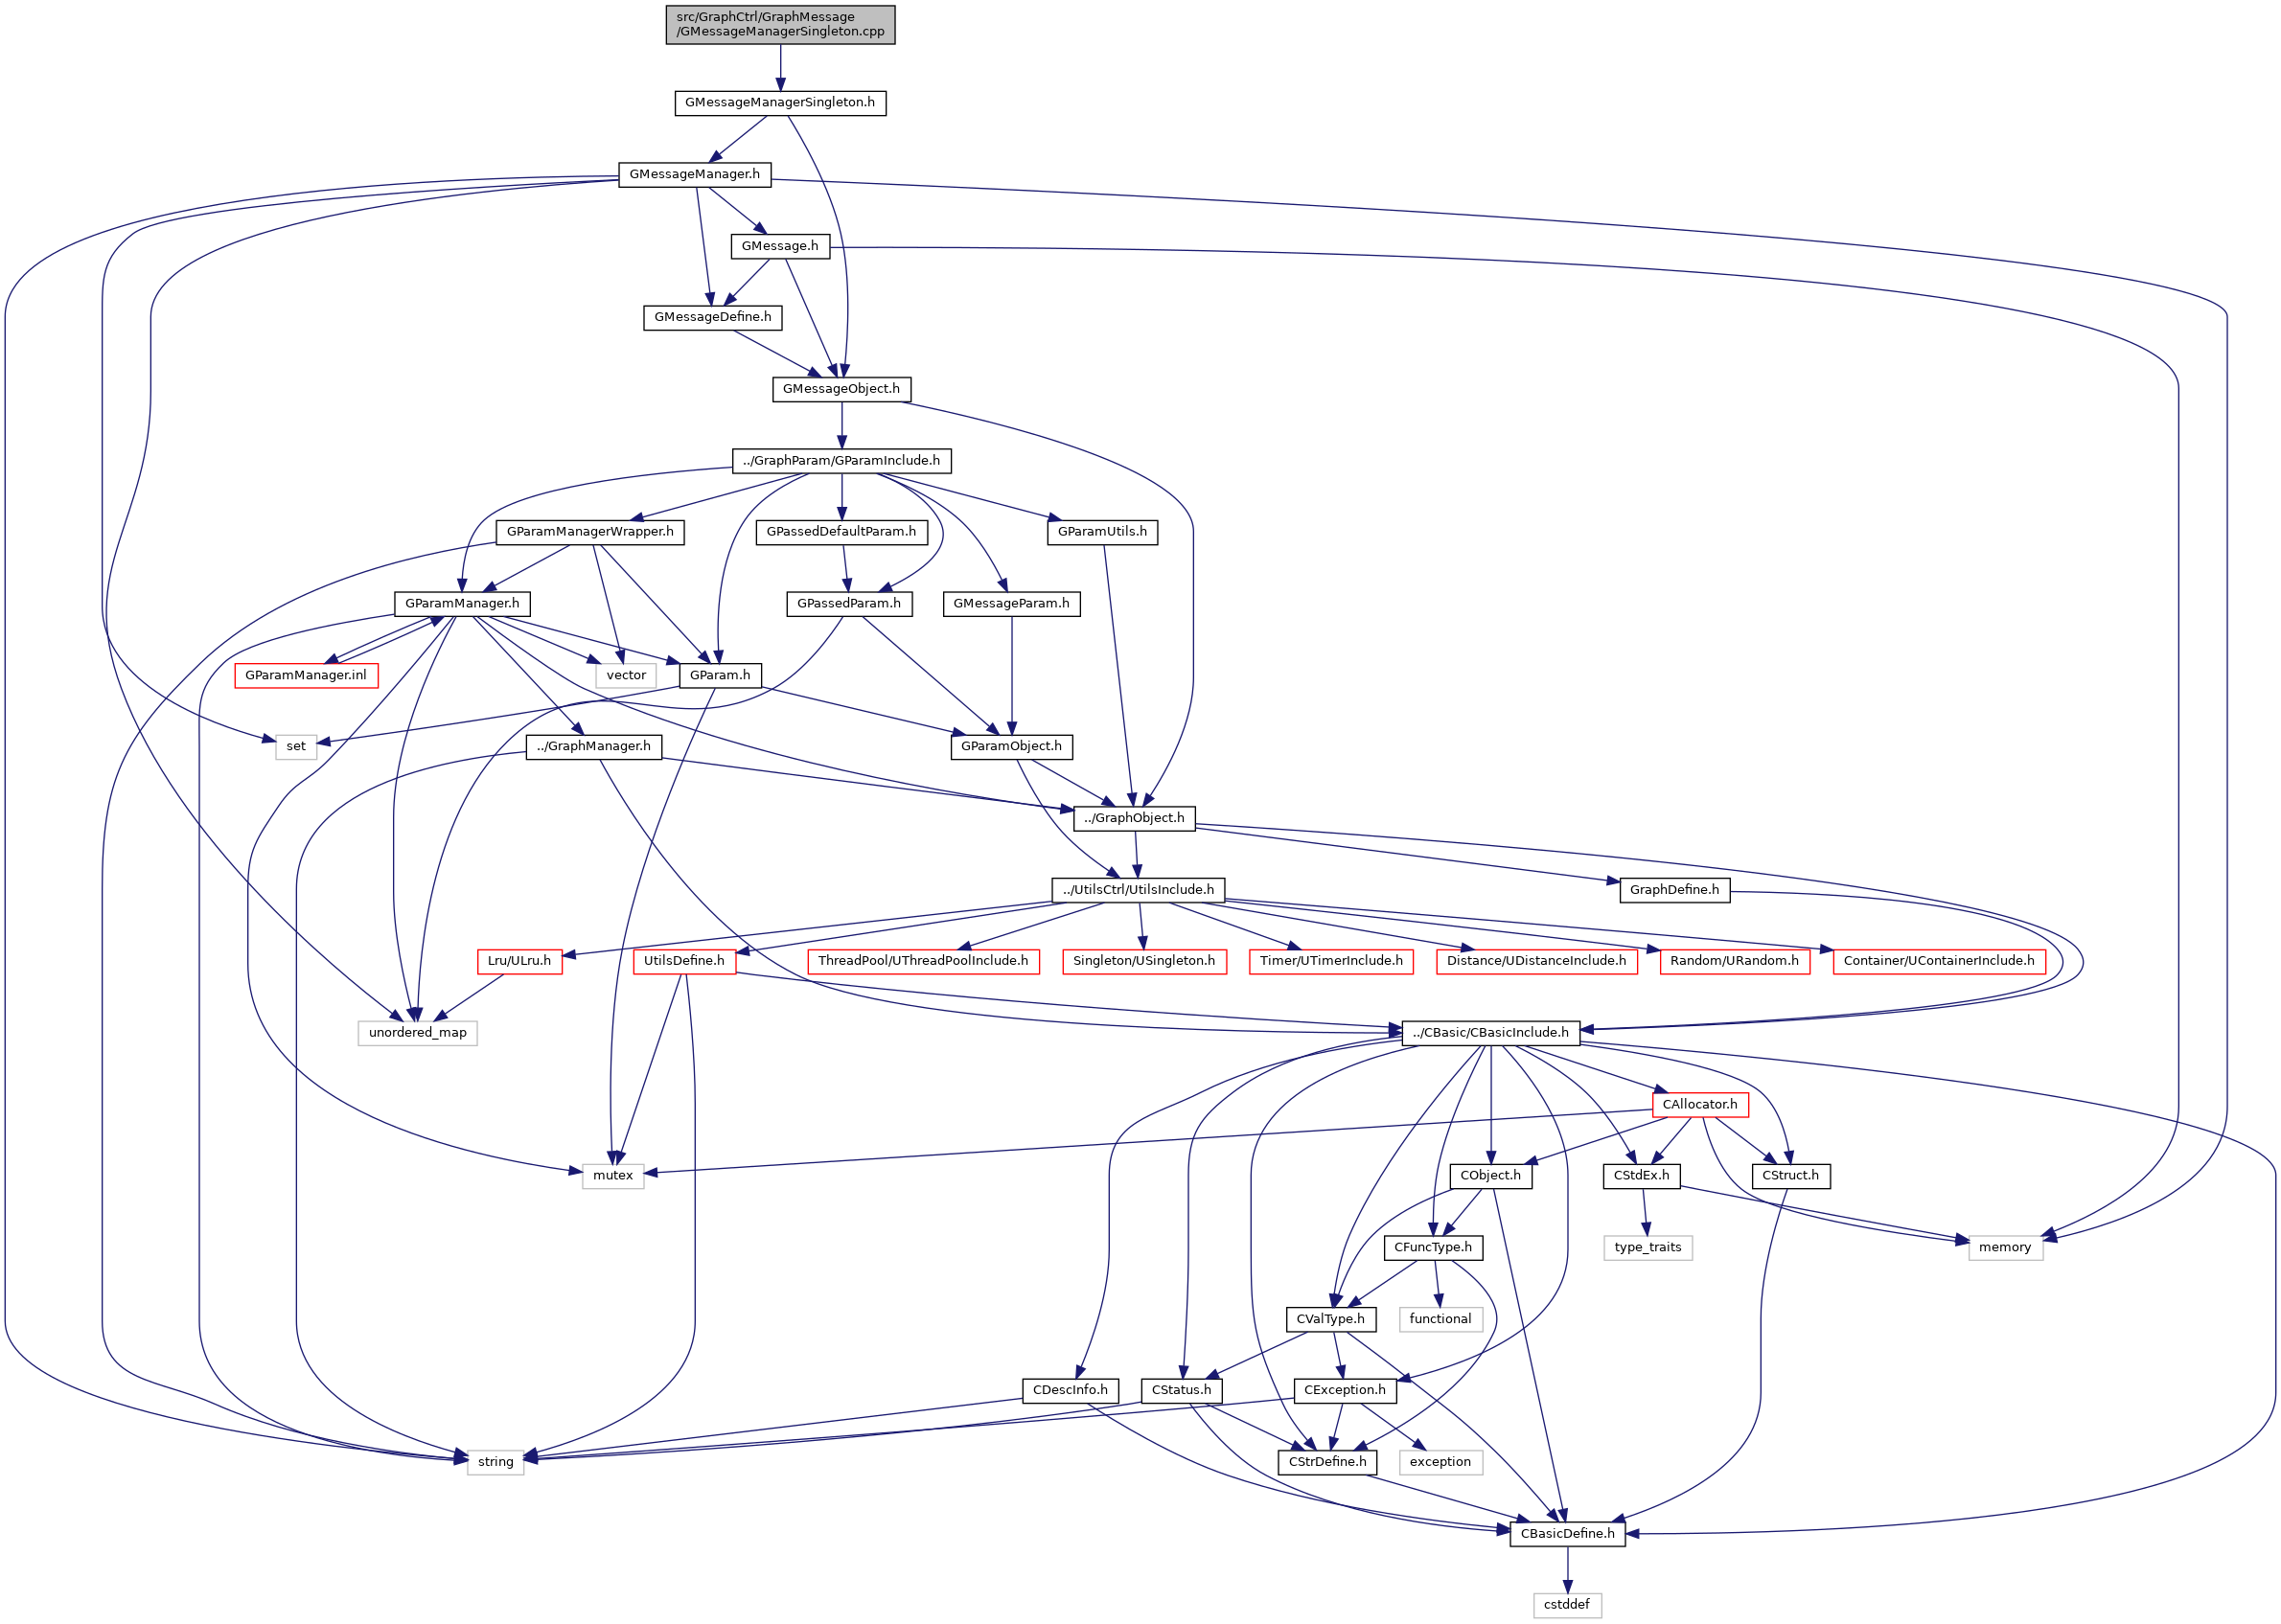 src/GraphCtrl/GraphMessage
/GMessageManagerSingleton.cpp
GMessageManagerSingleton.h
GMessageManager.h
GMessage.h
GMessageDefine.h
GMessageObject.h
../GraphParam/GParamInclude.h
GParamManagerWrapper.h
GPassedDefaultParam.h
GParamUtils.h
GParamManager.h
GPassedParam.h
GMessageParam.h
GParamManager.inl
vector
GParam.h
set
../GraphManager.h
GParamObject.h
../GraphObject.h
../UtilsCtrl/UtilsInclude.h
GraphDefine.h
Lru/ULru.h
UtilsDefine.h
ThreadPool/UThreadPoolInclude.h
Singleton/USingleton.h
Timer/UTimerInclude.h
Distance/UDistanceInclude.h
Random/URandom.h
Container/UContainerInclude.h
unordered_map
../CBasic/CBasicInclude.h
CAllocator.h
mutex
CObject.h
CStdEx.h
CStruct.h
CFuncType.h
type_traits
memory
CValType.h
functional
CDescInfo.h
CStatus.h
CException.h
string
CStrDefine.h
exception
CBasicDefine.h
cstddef